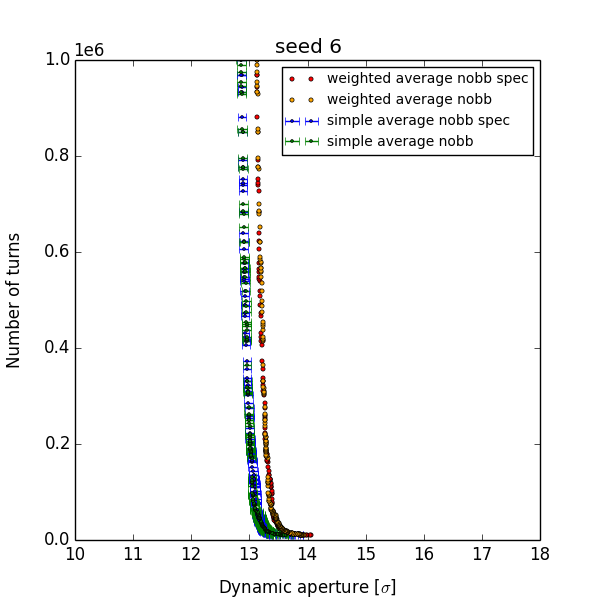 seed 6
1e6
1.0
0.8
0.6
0.4
0.2
0.0
Number of turns
weighted average nobb spec
weighted average nobb
simple average nobb spec
simple average nobb
10 11 12 13 14 15 16 17 18
Dynamic aperture [σ]